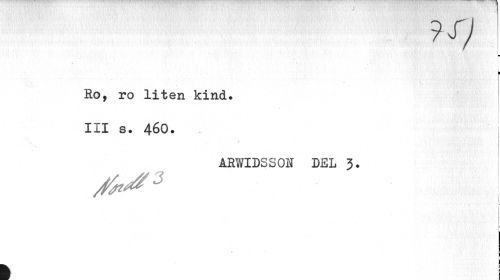 751
Ro, ro liten kind.
III s. 460.
ARWIDSSON DEL 3.
Nordl 3